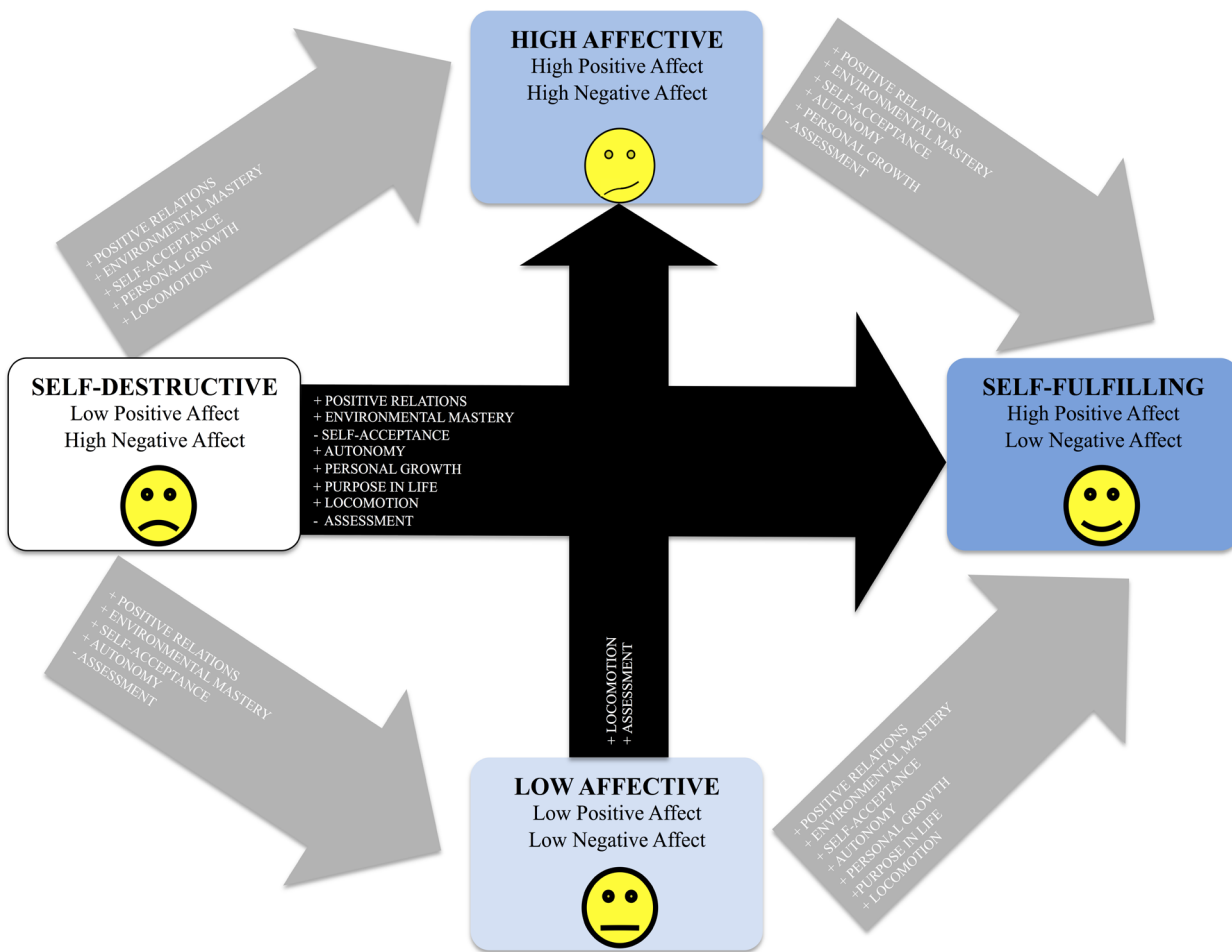 HIGH AFFECTIVE
High Positive Affect
High Negative Affect
+ POSITIVE RELATIONS
+ ENVIRONMENTAL MASTERY
+ SELF-ACCEPTANCE
+ PERSONAL GROWTH
+ LOCOMOTION
+ POSITIVE RELATIONS
+ ENVIRONMENTAL MASTERY
+ SELF-ACCEPTANCE
+ AUTONOMY
+ PERSONAL GROWTH
- ASSESSMENT
SELF-DESTRUCTIVE
Low Positive Affect
High Negative Affect
+ POSITIVE RELATIONS
+ ENVIRONMENTAL MASTERY
- SELF-ACCEPTANCE
+ AUTONOMY
+ PERSONAL GROWTH
+ PURPOSE IN LIFE
+ LOCOMOTION
- ASSESSMENT
SELF-FULFILLING
High Positive Affect
Low Negative Affect
+ POSITIVE RELATIONS
+ ENVIRONMENTAL MASTERY
+ SELF-ACCEPTANCE
+ AUTONOMY
- ASSESSMENT
+ LOCOMOTION
+ ASSESSMENT
+ POSITIVE RELATIONS
+ ENVIRONMENTAL MASTERY
+ SELF-ACCEPTANCE
+ AUTONOMY
+ PERSONAL GROWTH
+PURPOSE IN LIFE
+ LOCOMOTION
LOW AFFECTIVE
Low Positive Affect
Low Negative Affect